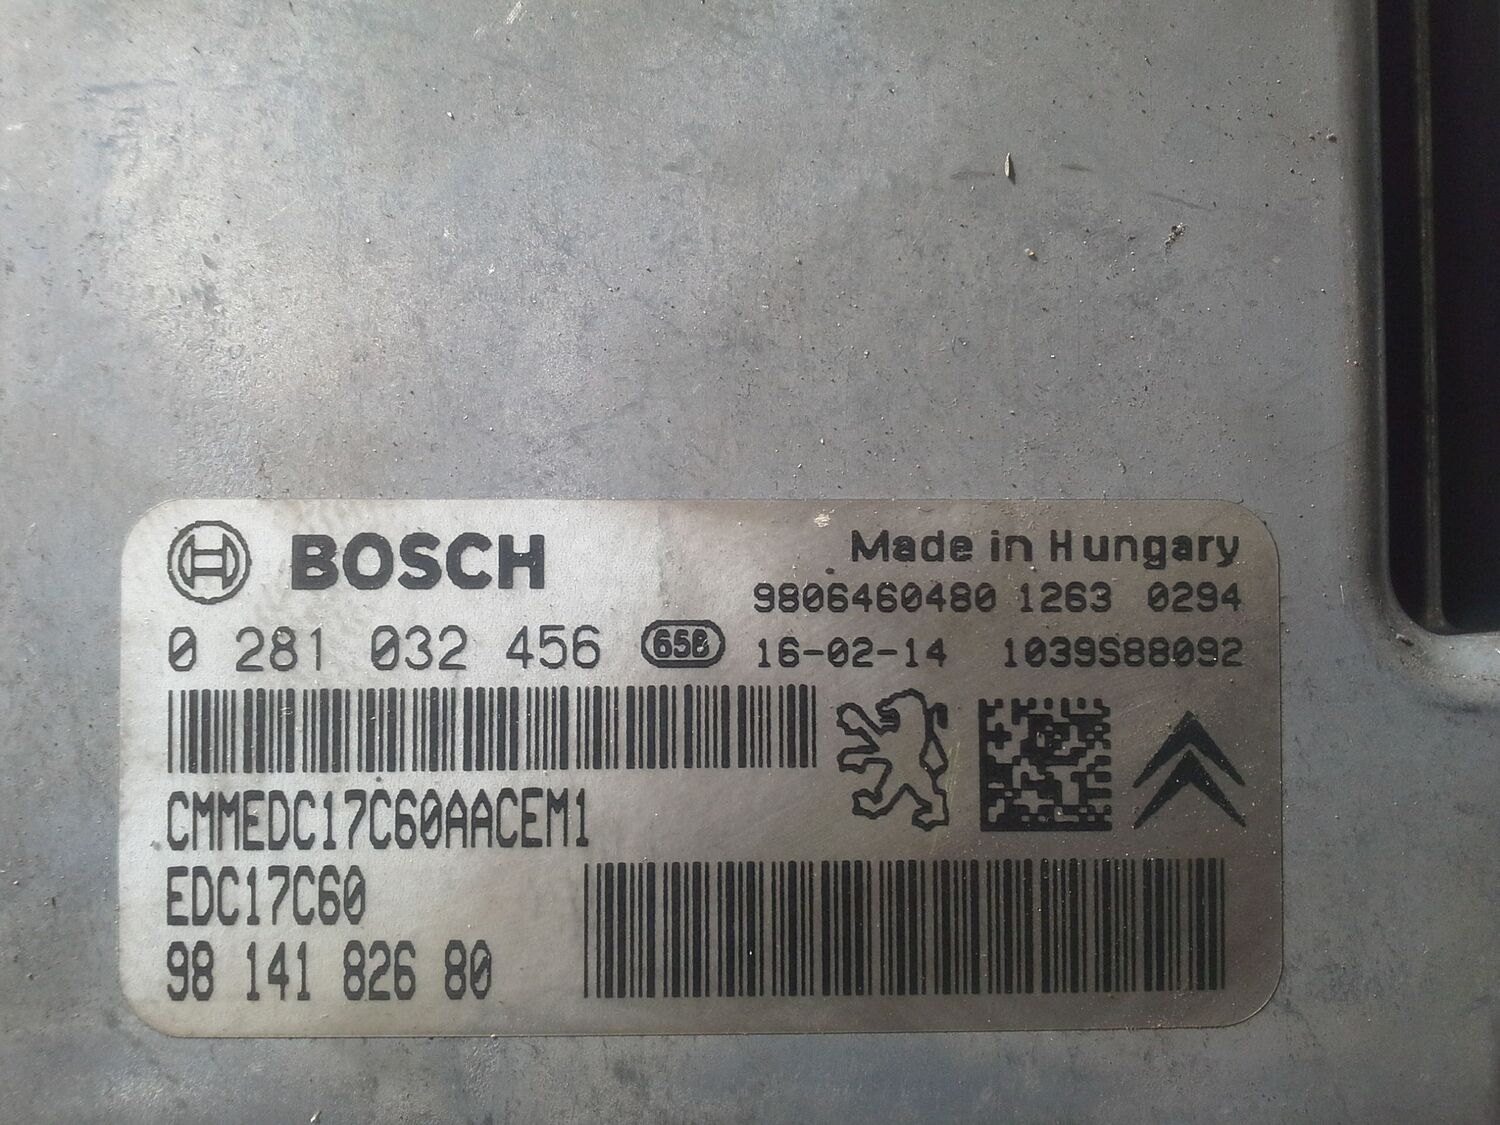 BOSCH
Made in Hungary
9806460480 1263 0294
0 281 032 456 658 16-02-14 1039S88092
CMMEDC17C60AACEM1
EDC17C60
98 141 826 80